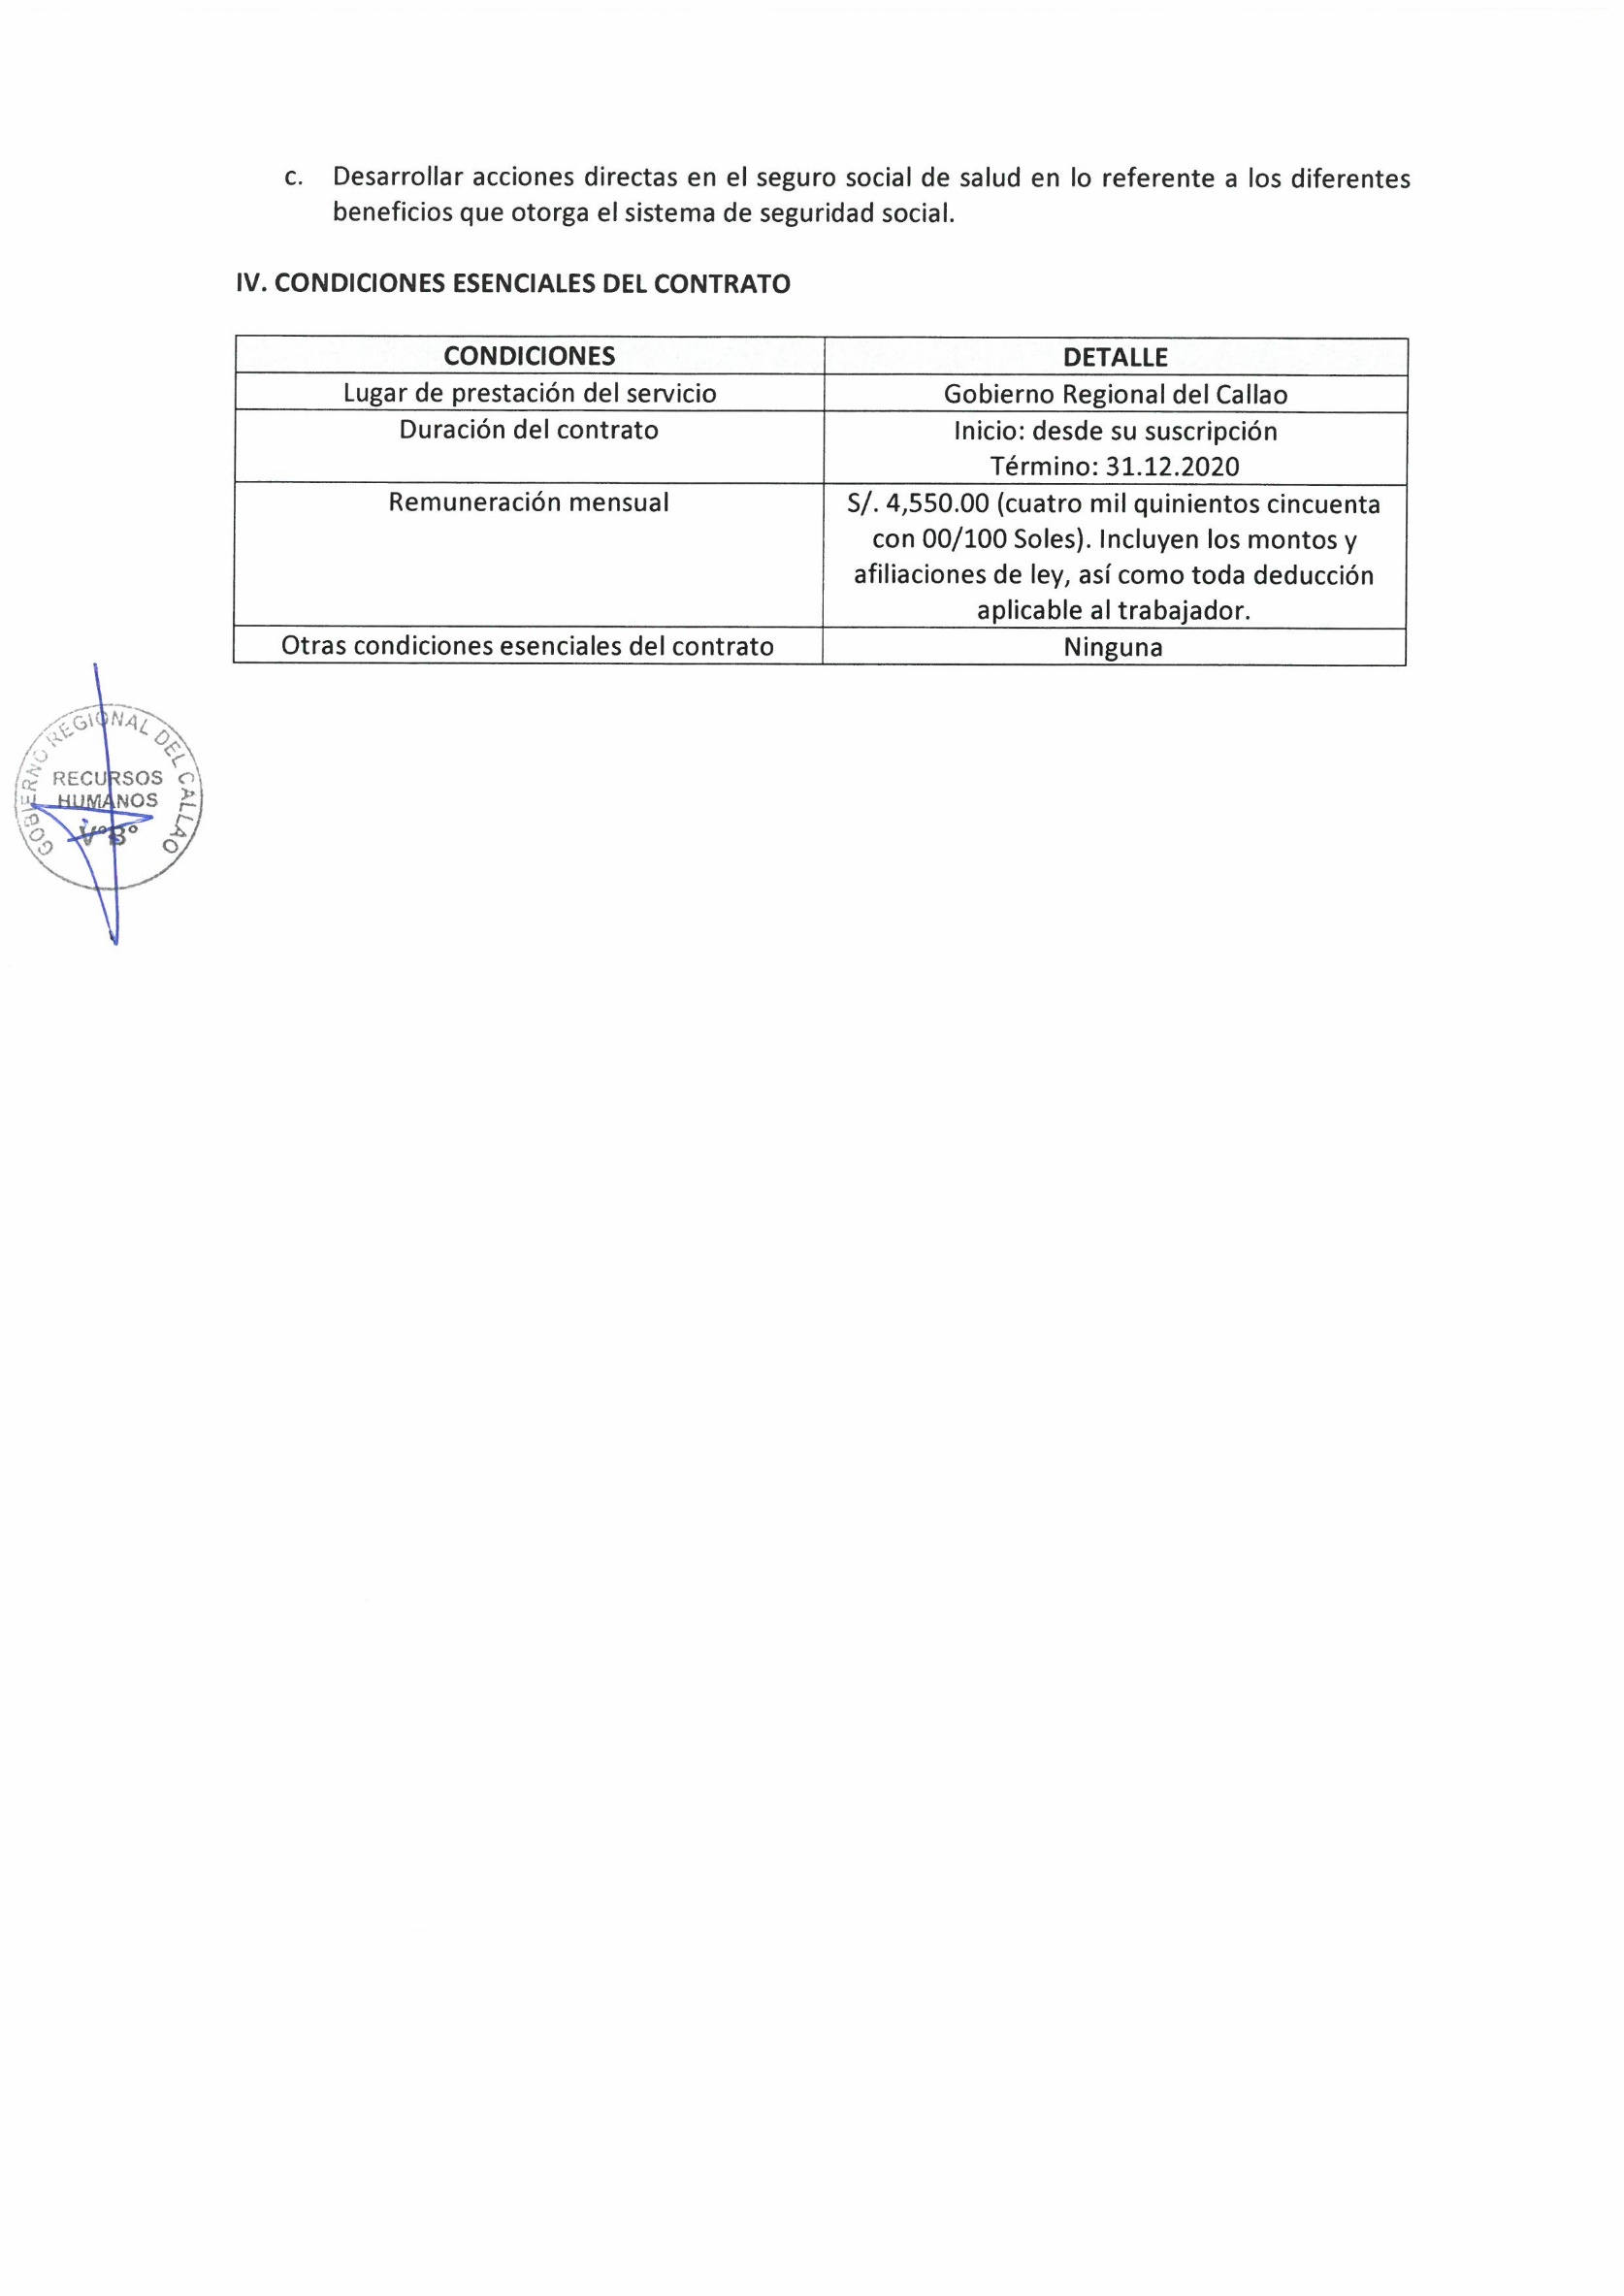 c. Desarrollar acciones directas en el seguro social de salud en lo referente a los diferentes
beneficios que otorga el sistema de seguridad social.
IV. CONDICIONES ESENCIALES DEL CONTRATO
CONDICIONES DETALLE
Lugar de prestación del servicio Gobierno Regional del Callao
Duración del contrato Inicio: desde su suscripción
Término: 31.12.2020
Remuneración mensual S/. 4,550.00 (cuatro mil quinientos cincuenta
con 00/100 Soles). Incluyen los montos y
afiliaciones de ley, así como toda deducción
aplicable al trabajador.
Otras condiciones esenciales del contrato Ninguna
GOBIERNO REGIONAL DEL CALLAO
RECURSOS
HUMANOS
V°B°